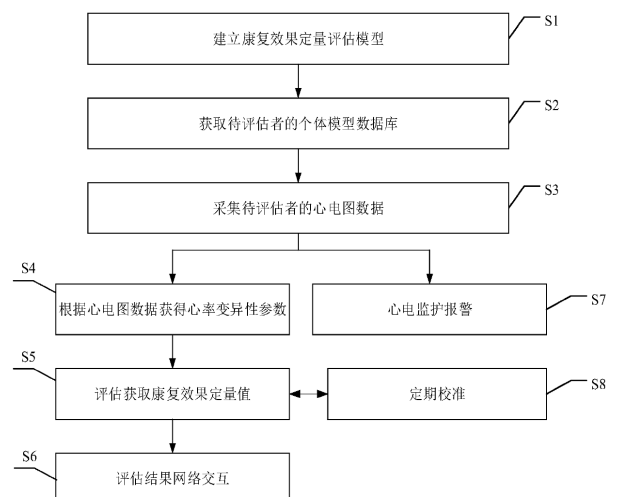 建立康复效果定量评估模型
S1
获取待评估者的个体模型数据库
S2
采集待评估者的心电图数据
S3
S4
根据心电图数据获得心率变异性参数
心电监护报警
S7
S5
评估获取康复效果定量值
定期校准
S8
S6
评估结果网络交互